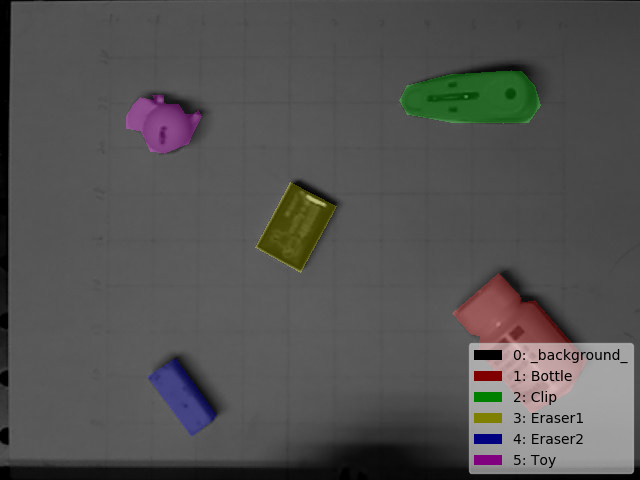 0: _background_
1: Bottle
2: Clip
3: Eraser1
4: Eraser2
5: Toy